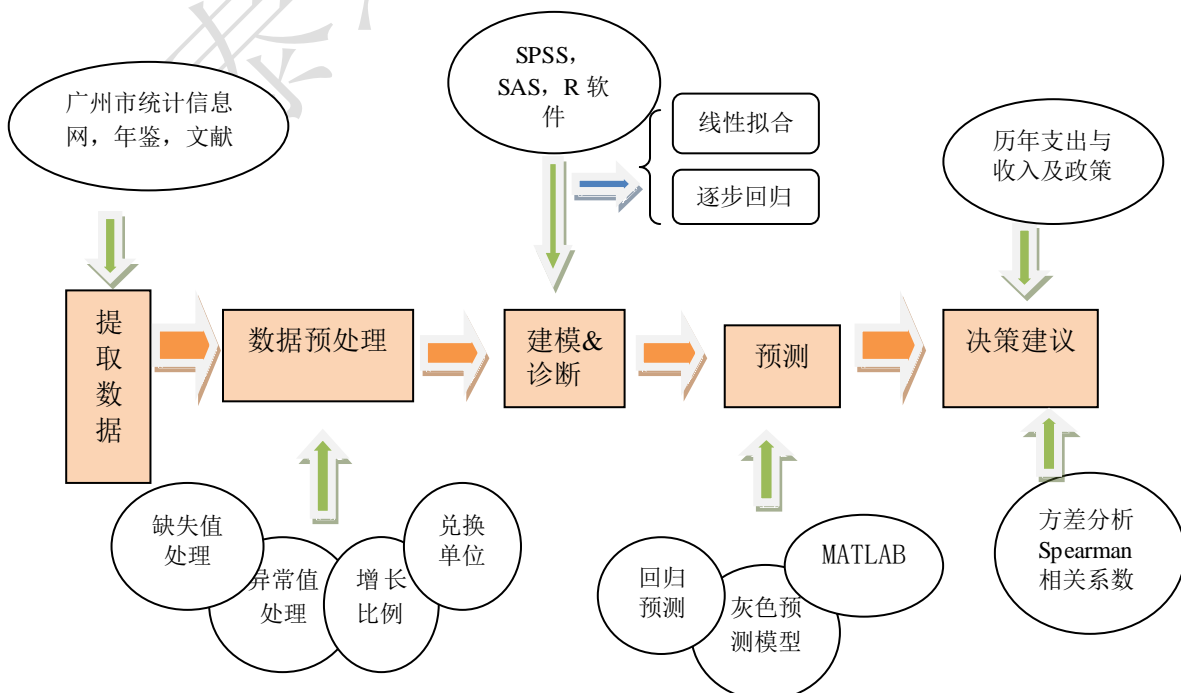 泰
广州市统计信息
网，年鉴，文献
SPSS，
SAS，R 软
件
线性拟合
逐步回归
历年支出与
收入及政策
提
取
数
据
数据预处理
建模&
诊断
预测
决策建议
缺失值
处理
异常值
处理
增长
比例
兑换
单位
回归
预测
灰色预
测模型
MATLAB
方差分析
Spearman
相关系数